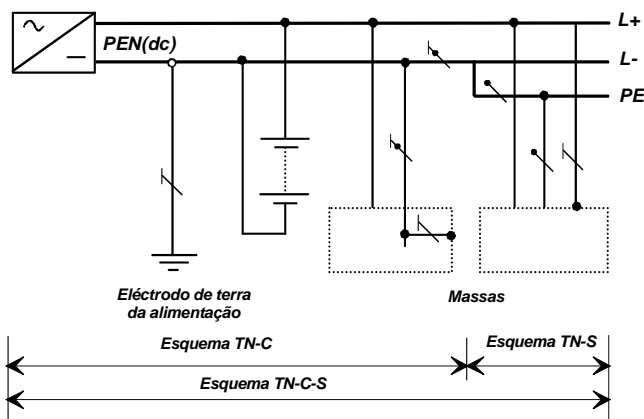 L+
PEN(dc)
L-
PE
Eléctrodo de terra
da alimentação
Massas
Esquema TN-C
Esquema TN-S
Esquema TN-C-S